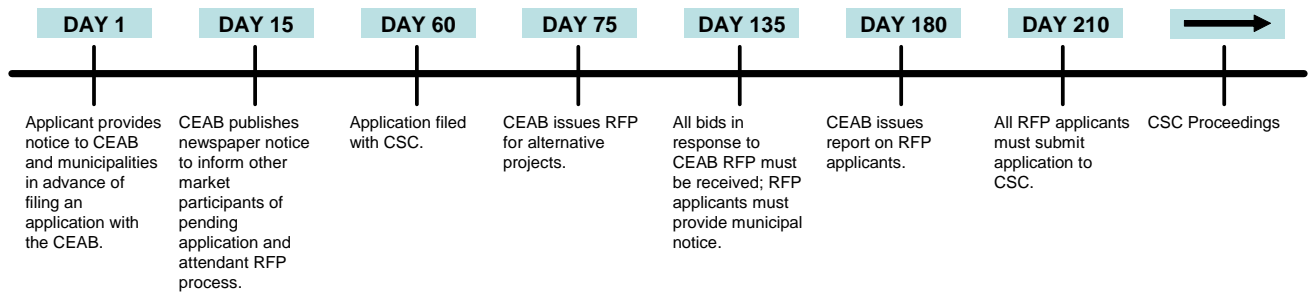 DAY 1
DAY 15
DAY 60
DAY 75
DAY 135
DAY 180
DAY 210
Applicant provides
notice to CEAB
and municipalities
in advance of
filing an
application with
the CEAB.
CEAB publishes
newspaper notice
to inform other
market
participants of
pending
application and
attendant RFP
process.
Application filed
with CSC.
CEAB issues RFP
for alternative
projects.
All bids in
response to
CEAB RFP must
be received; RFP
applicants must
provide municipal
notice.
CEAB issues
report on RFP
applicants.
All RFP applicants
must submit
application to
CSC.
CSC Proceedings